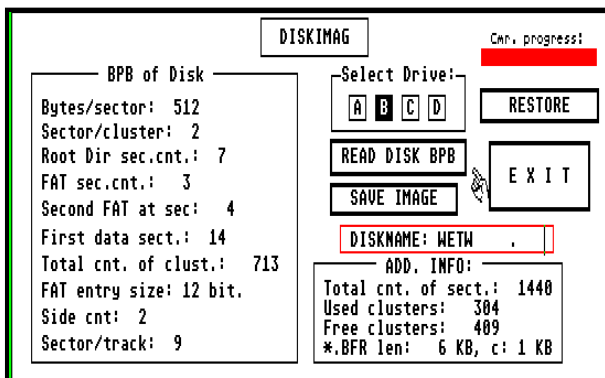 DISKIMAG
Cmr. progress:
BPB of Disk
Bytes/sector: 512
Sector/cluster: 2
Root Dir sec.cnt.: 7
FAT sec.cnt.: 3
Second FAT at sec: 4
First data sect.: 14
Total cnt. of clust.: 713
FAT entry size: 12 bit.
Side cnt: 2
Sector/track: 9
Select Drive:
A B C D
RESTORE
READ DISK BPB
SAVE IMAGE
E X I T
DISKNAME: WETW .
ADD. INFO:
Total cnt. of sect.: 1440
Used clusters: 304
Free clusters: 409
*.BFR len: 6 KB, c: 1 KB